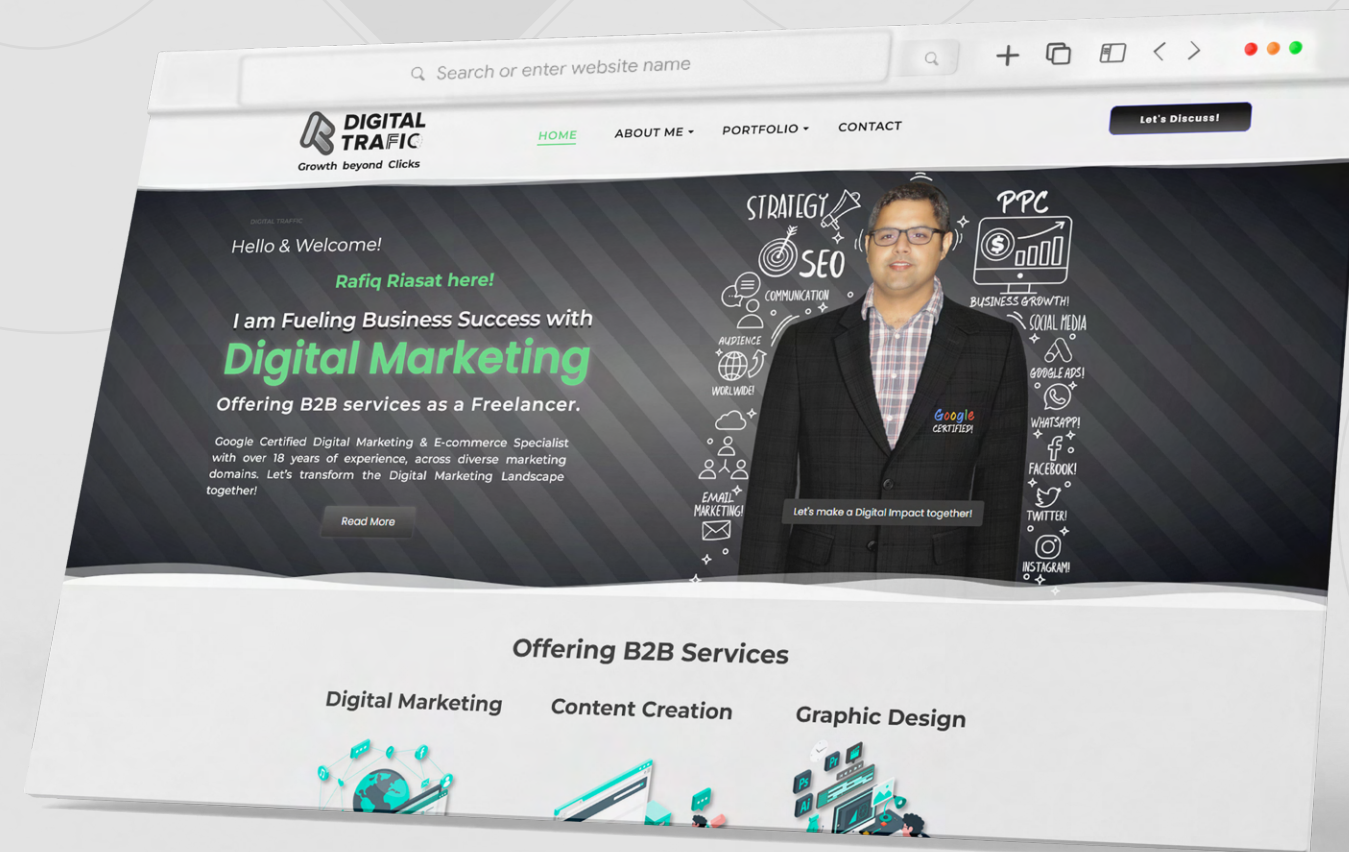 Search or enter website name
DIGITAL
TRAFIC
Growth beyond Clicks
HOME
ABOUT ME
PORTFOLIO
CONTACT
Let's Discuss!
DIGITAL TRAFFIC
Hello & Welcome!
Rafiq Riasat here!
I am Fueling Business Success with
Digital Marketing
Offering B2B services as a Freelancer.
Google Certified Digital Marketing & E-commerce Specialist
with over 18 years of experience, across diverse marketing
domains. Let's transform the Digital Marketing Landscape
together!
Read More
STRATEGY
SEO
COMMUNICATION
AUDIENCE
WORLWIDE!
EMAIL
MARKETING!
PPC
BUSINESS GROWTH!
SOCIAL MEDIA
GOOGLE ADS!
WHATSAPP!
FACEBOOK!
TWITTER!
INSTAGRAM!
Google
CERTIFIED!
Let's make a Digital Impact together!
Offering B2B Services
Digital Marketing
Content Creation
Graphic Design
Ps
Pr
Ai